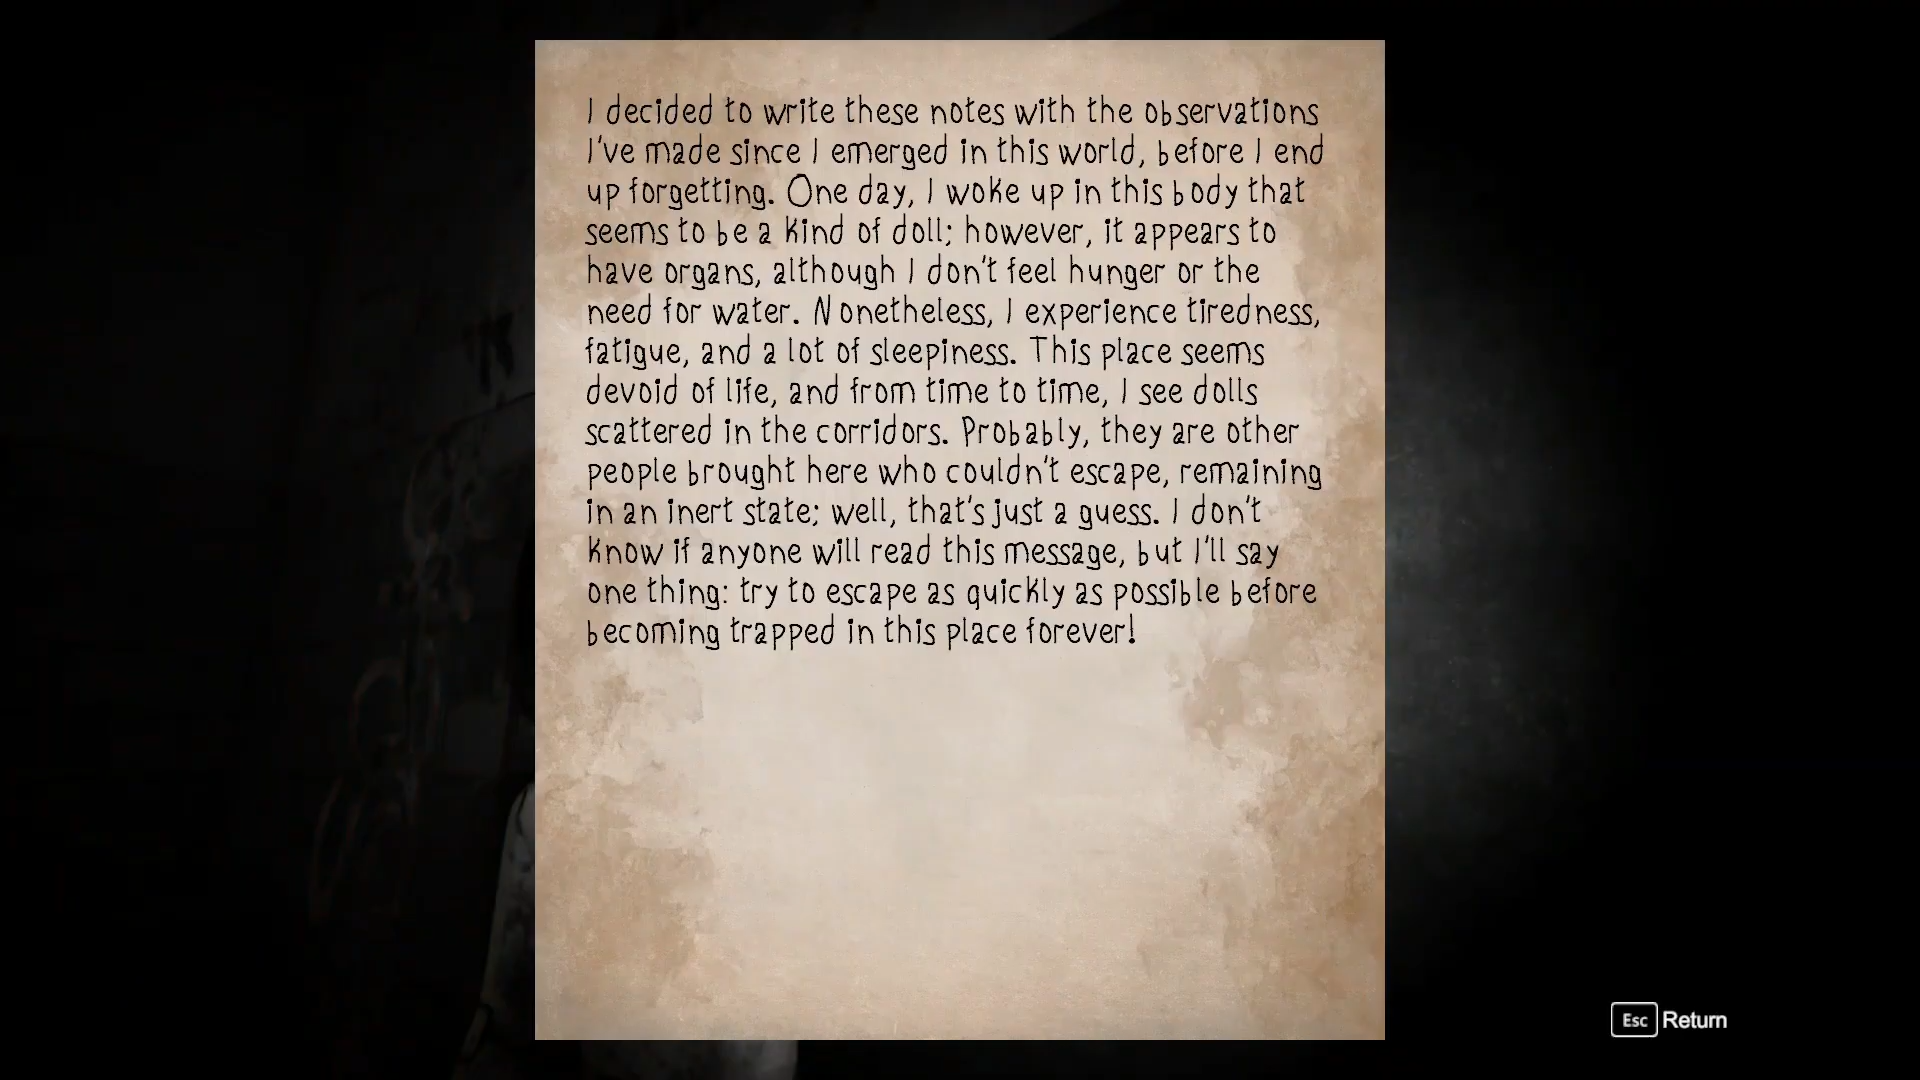 I decided to write these notes with the observations
I've made since I emerged in this world, before I end
up forgetting. One day, I woke up in this body that
seems to be a kind of doll; however, it appears to
have organs, although I don't feel hunger or the
need for water. Nonetheless, I experience tiredness,
fatigue, and a lot of sleepiness. This place seems
devoid of life, and from time to time, I see dolls
scattered in the corridors. Probably, they are other
people brought here who couldn't escape, remaining
in an inert state; well, that's just a guess. I don't
know if anyone will read this message, but I'll say
one thing: try to escape as quickly as possible before
becoming trapped in this place forever!
Esc Return